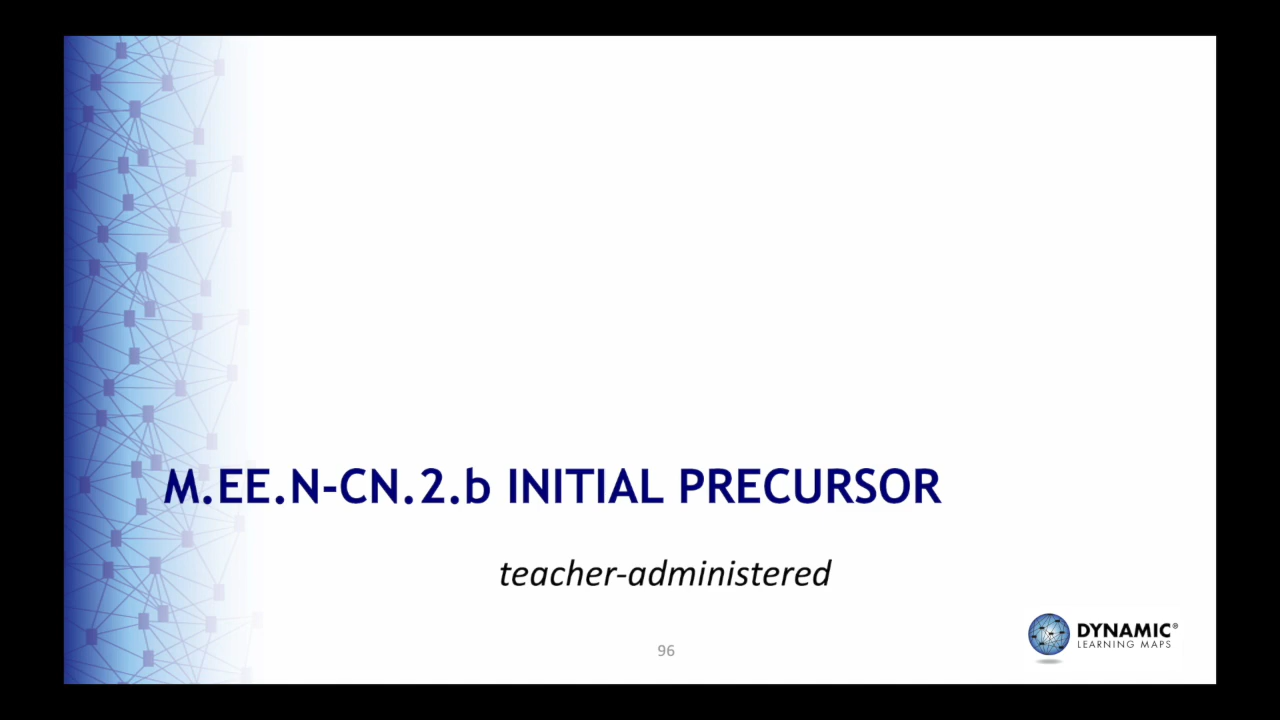 M.EE.N-CN.2.b INITIAL PRECURSOR
teacher-administered
96
DYNAMIC®
LEARNING MAPS